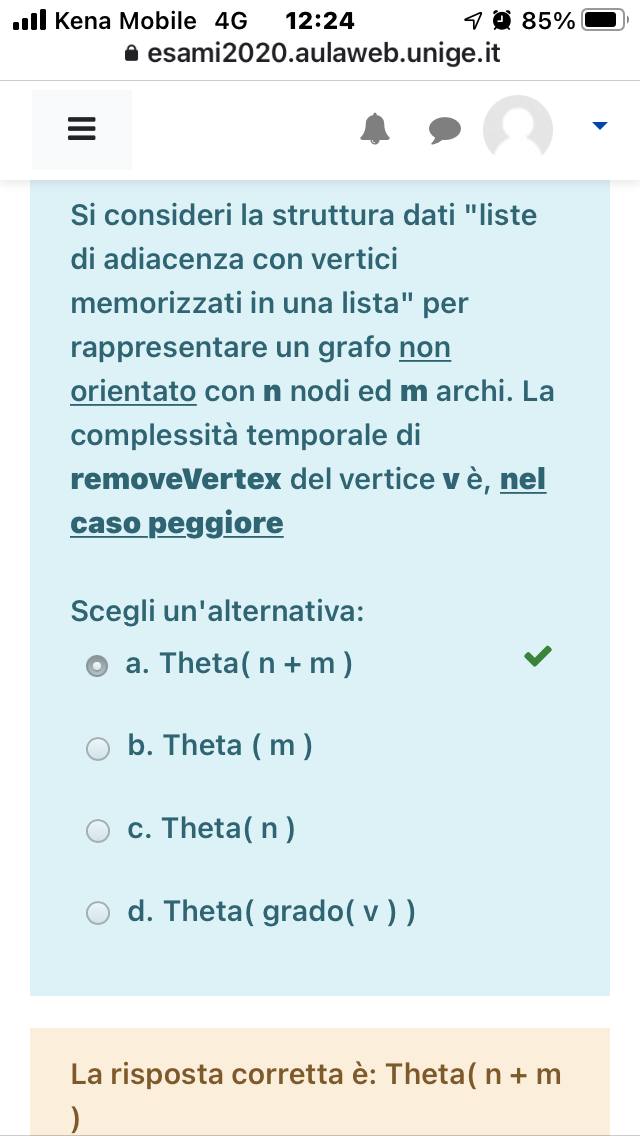 Kena Mobile 4G 12:24 85%
esami2020.aulaweb.unige.it
Si consideri la struttura dati "liste
di adiacenza con vertici
memorizzati in una lista" per
rappresentare un grafo non
orientato con n nodi ed m archi. La
complessità temporale di
removeVertex del vertice v è, nel
caso peggiore
Scegli un'alternativa:
a. Theta( n + m )
b. Theta ( m )
c. Theta( n )
d. Theta( grado( v ) )
La risposta corretta è: Theta( n + m
)